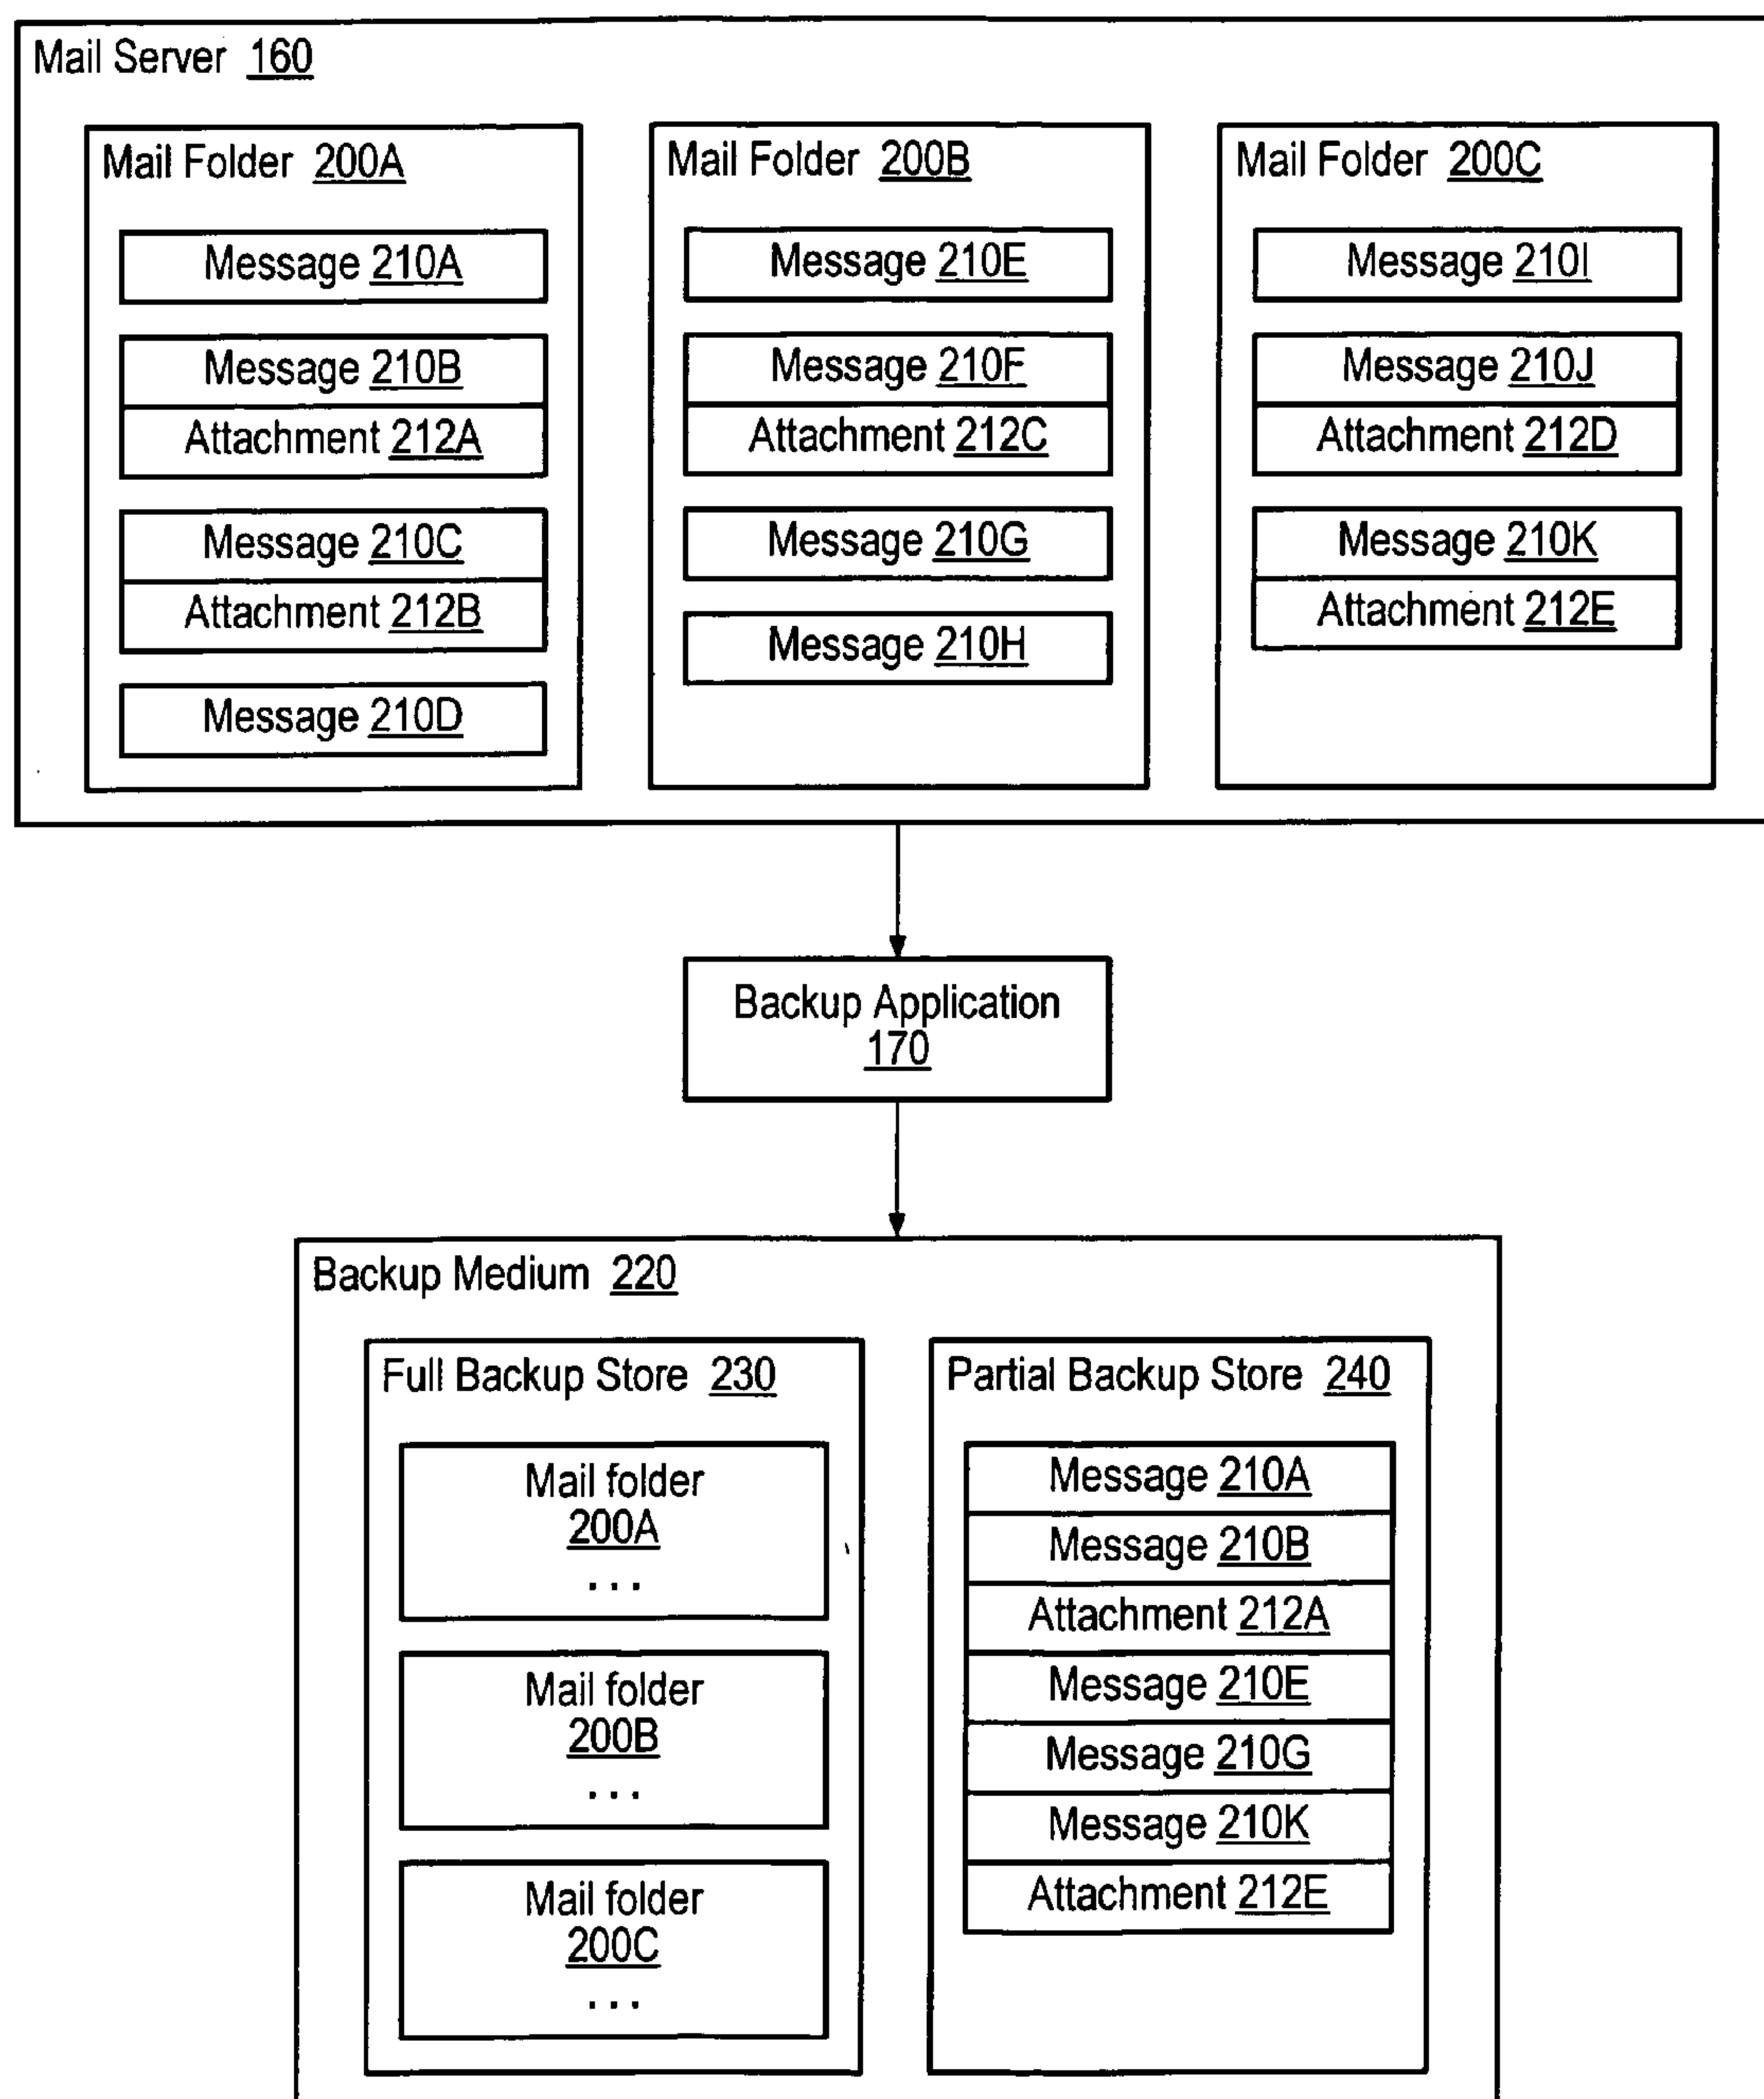 Mail Server 160
Mail Folder 200A
Message 210A
Message 210B
Attachment 212A
Message 210C
Attachment 212B
Message 210D
Mail Folder 200B
Message 210E
Message 210F
Attachment 212C
Message 210G
Message 210H
Mail Folder 200C
Message 210I
Message 210J
Attachment 212D
Message 210K
Attachment 212E
Backup Application
170
Backup Medium 220
Full Backup Store 230
Mail folder
200A
...
Mail folder
200B
...
Mail folder
200C
...
Partial Backup Store 240
Message 210A
Message 210B
Attachment 212A
Message 210E
Message 210G
Message 210K
Attachment 212E